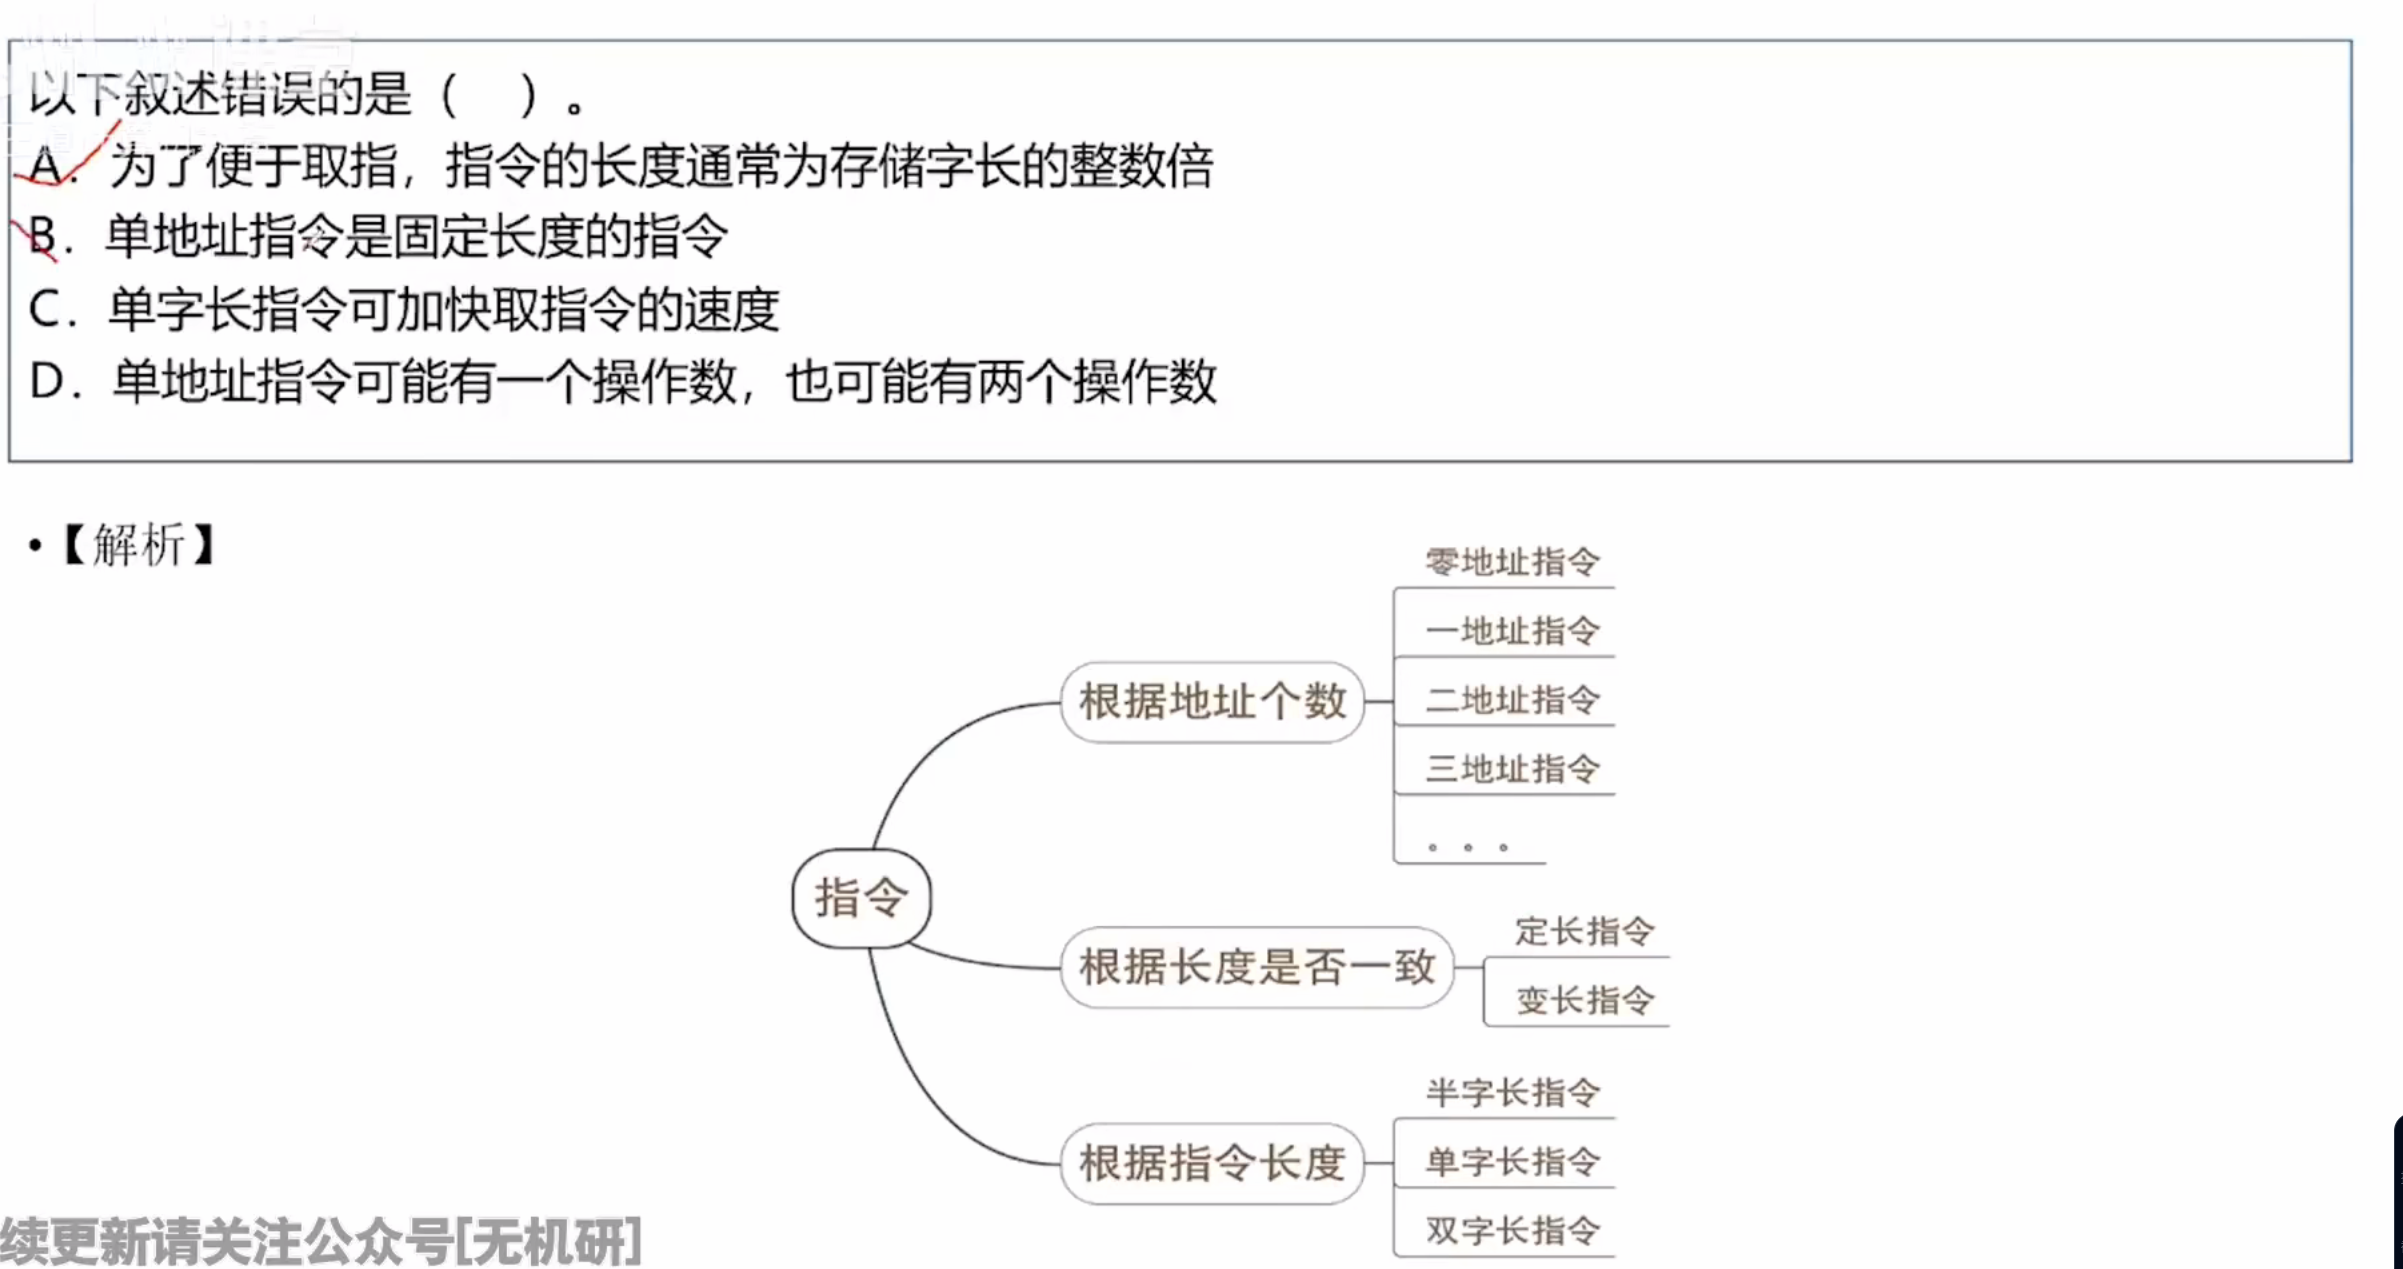 以下叙述错误的是（　）。
A. 为了便于取指，指令的长度通常为存储字长的整数倍
B. 单地址指令是固定长度的指令
C. 单字长指令可加快取指令的速度
D. 单地址指令可能有一个操作数，也可能有两个操作数
•【解析】
零地址指令
一地址指令
根据地址个数
二地址指令
三地址指令
。。。
指令
定长指令
根据长度是否一致
变长指令
半字长指令
根据指令长度
单字长指令
双字长指令
续更新请关注公众号[无机研]